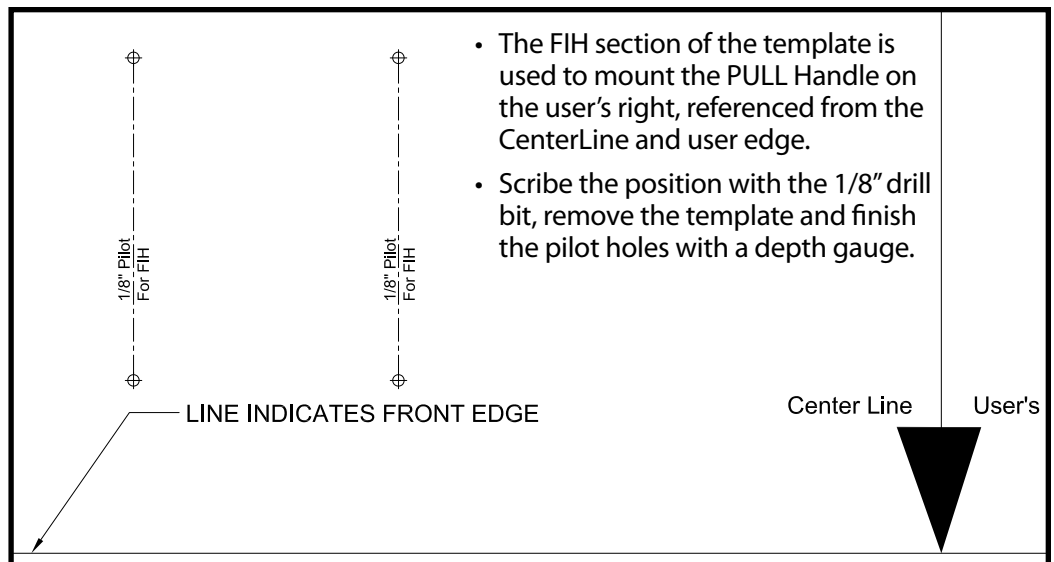 • The FIH section of the template is
used to mount the PULL Handle on
the user’s right, referenced from the
CenterLine and user edge.
• Scribe the position with the 1/8” drill
bit, remove the template and finish
the pilot holes with a depth gauge.
1/8" Pilot
For FIH
1/8" Pilot
For FIH
LINE INDICATES FRONT EDGE
Center Line
User's